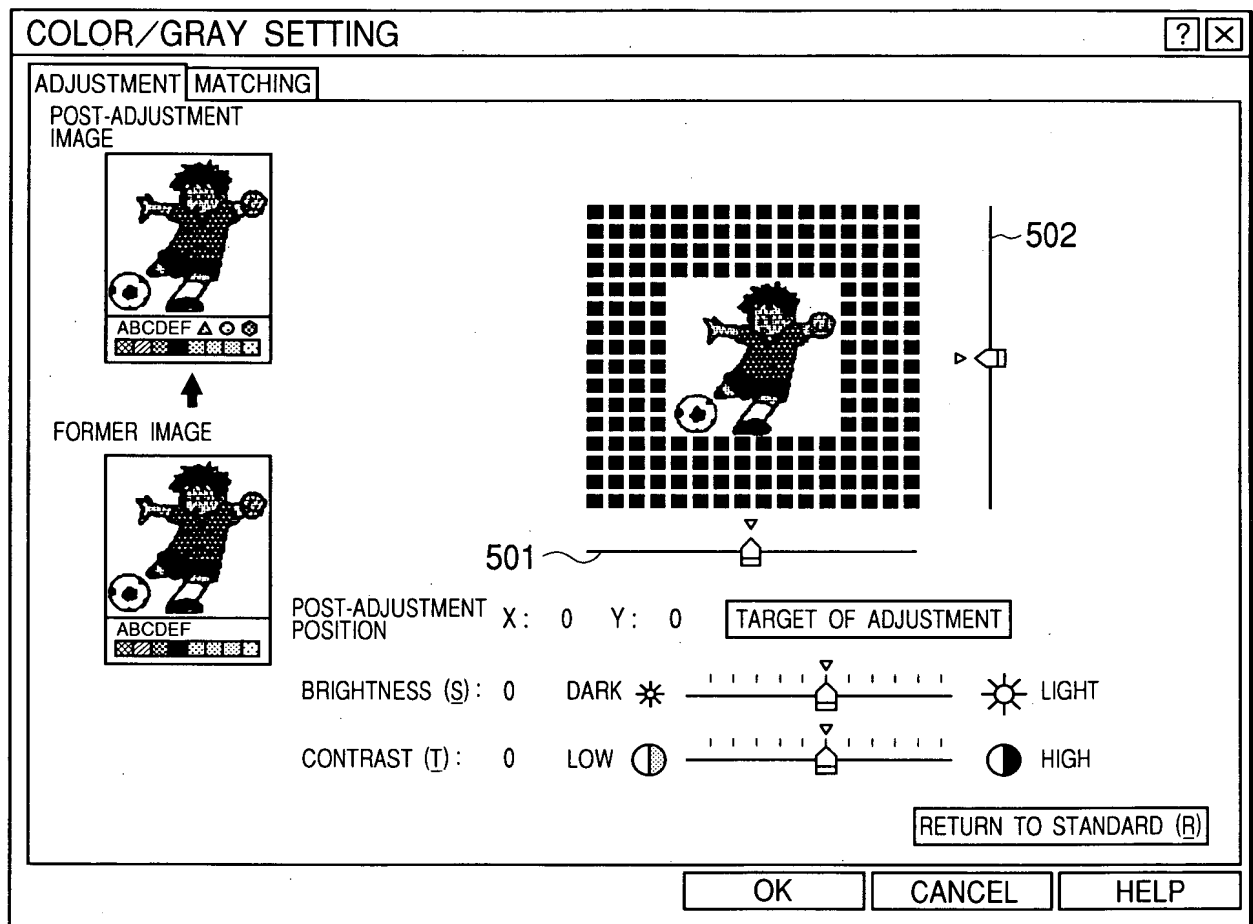 COLOR/GRAY SETTING
? ×
ADJUSTMENT MATCHING
POST-ADJUSTMENT
IMAGE
ABCDEF
FORMER IMAGE
ABCDEF
502
501
POST-ADJUSTMENT
POSITION
X: 0 Y: 0
TARGET OF ADJUSTMENT
BRIGHTNESS (S): 0 DARK LIGHT
CONTRAST (T): 0 LOW HIGH
RETURN TO STANDARD (R)
OK CANCEL HELP